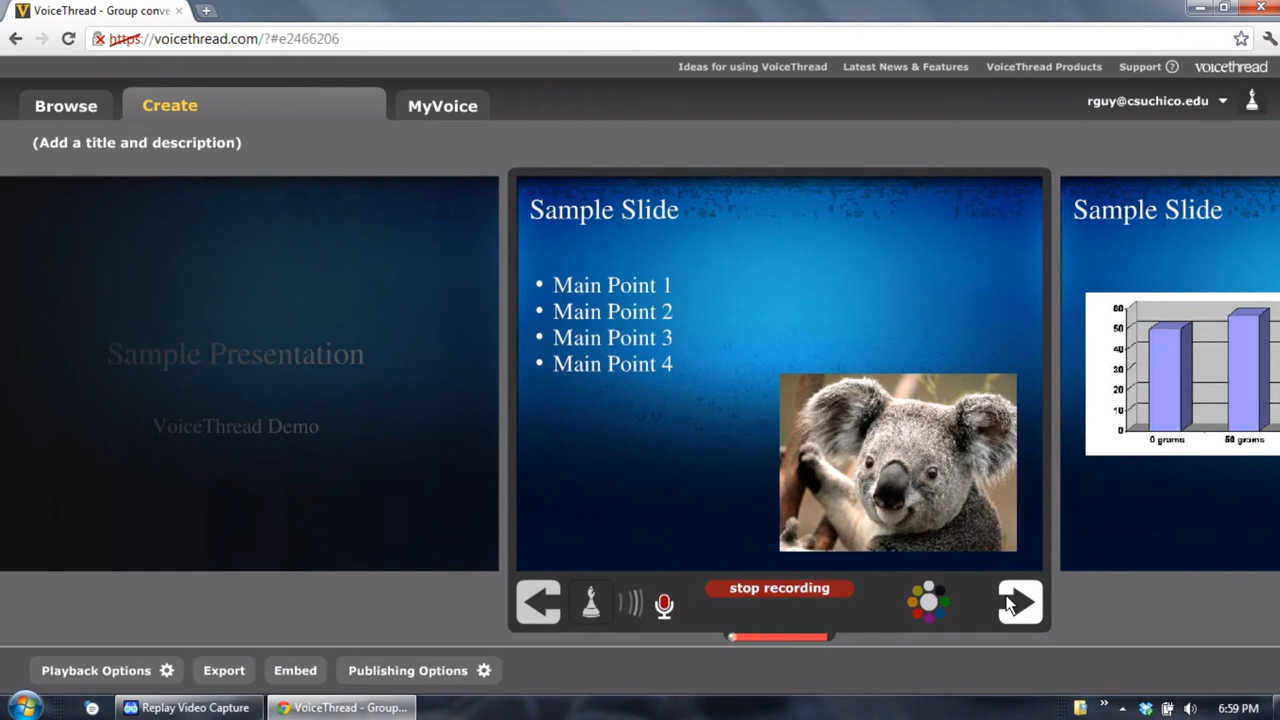 VoiceThread - Group conve
https://voicethread.com/?#e2466206
Ideas for using VoiceThread
Latest News & Features
VoiceThread Products
Support ?
voicethread
Browse
Create
MyVoice
rguy@csuchico.edu
(Add a title and description)
Sample Presentation
VoiceThread Demo
Sample Slide
• Main Point 1
• Main Point 2
• Main Point 3
• Main Point 4
Sample Slide
60
50
40
30
20
10
0
0 grams
50 grams
stop recording
Playback Options
Export
Embed
Publishing Options
Replay Video Capture
VoiceThread - Group...
6:59 PM